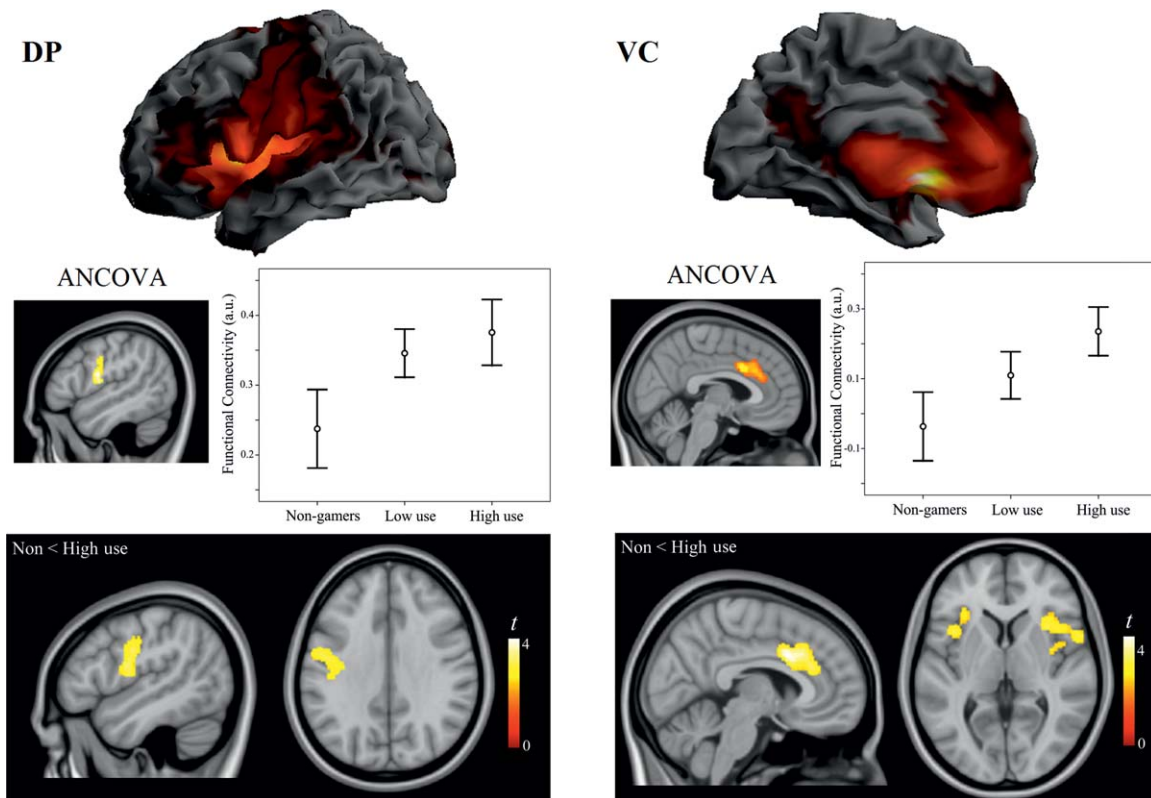 DP
ANCOVA
Functional Connectivity (a.u.)
0.4
0.3
0.2
Non-gamers Low use High use
Non < High use
t
4
0
VC
ANCOVA
Functional Connectivity (a.u.)
0.3
0.1
-0.1
Non-gamers Low use High use
Non < High use
t
4
0